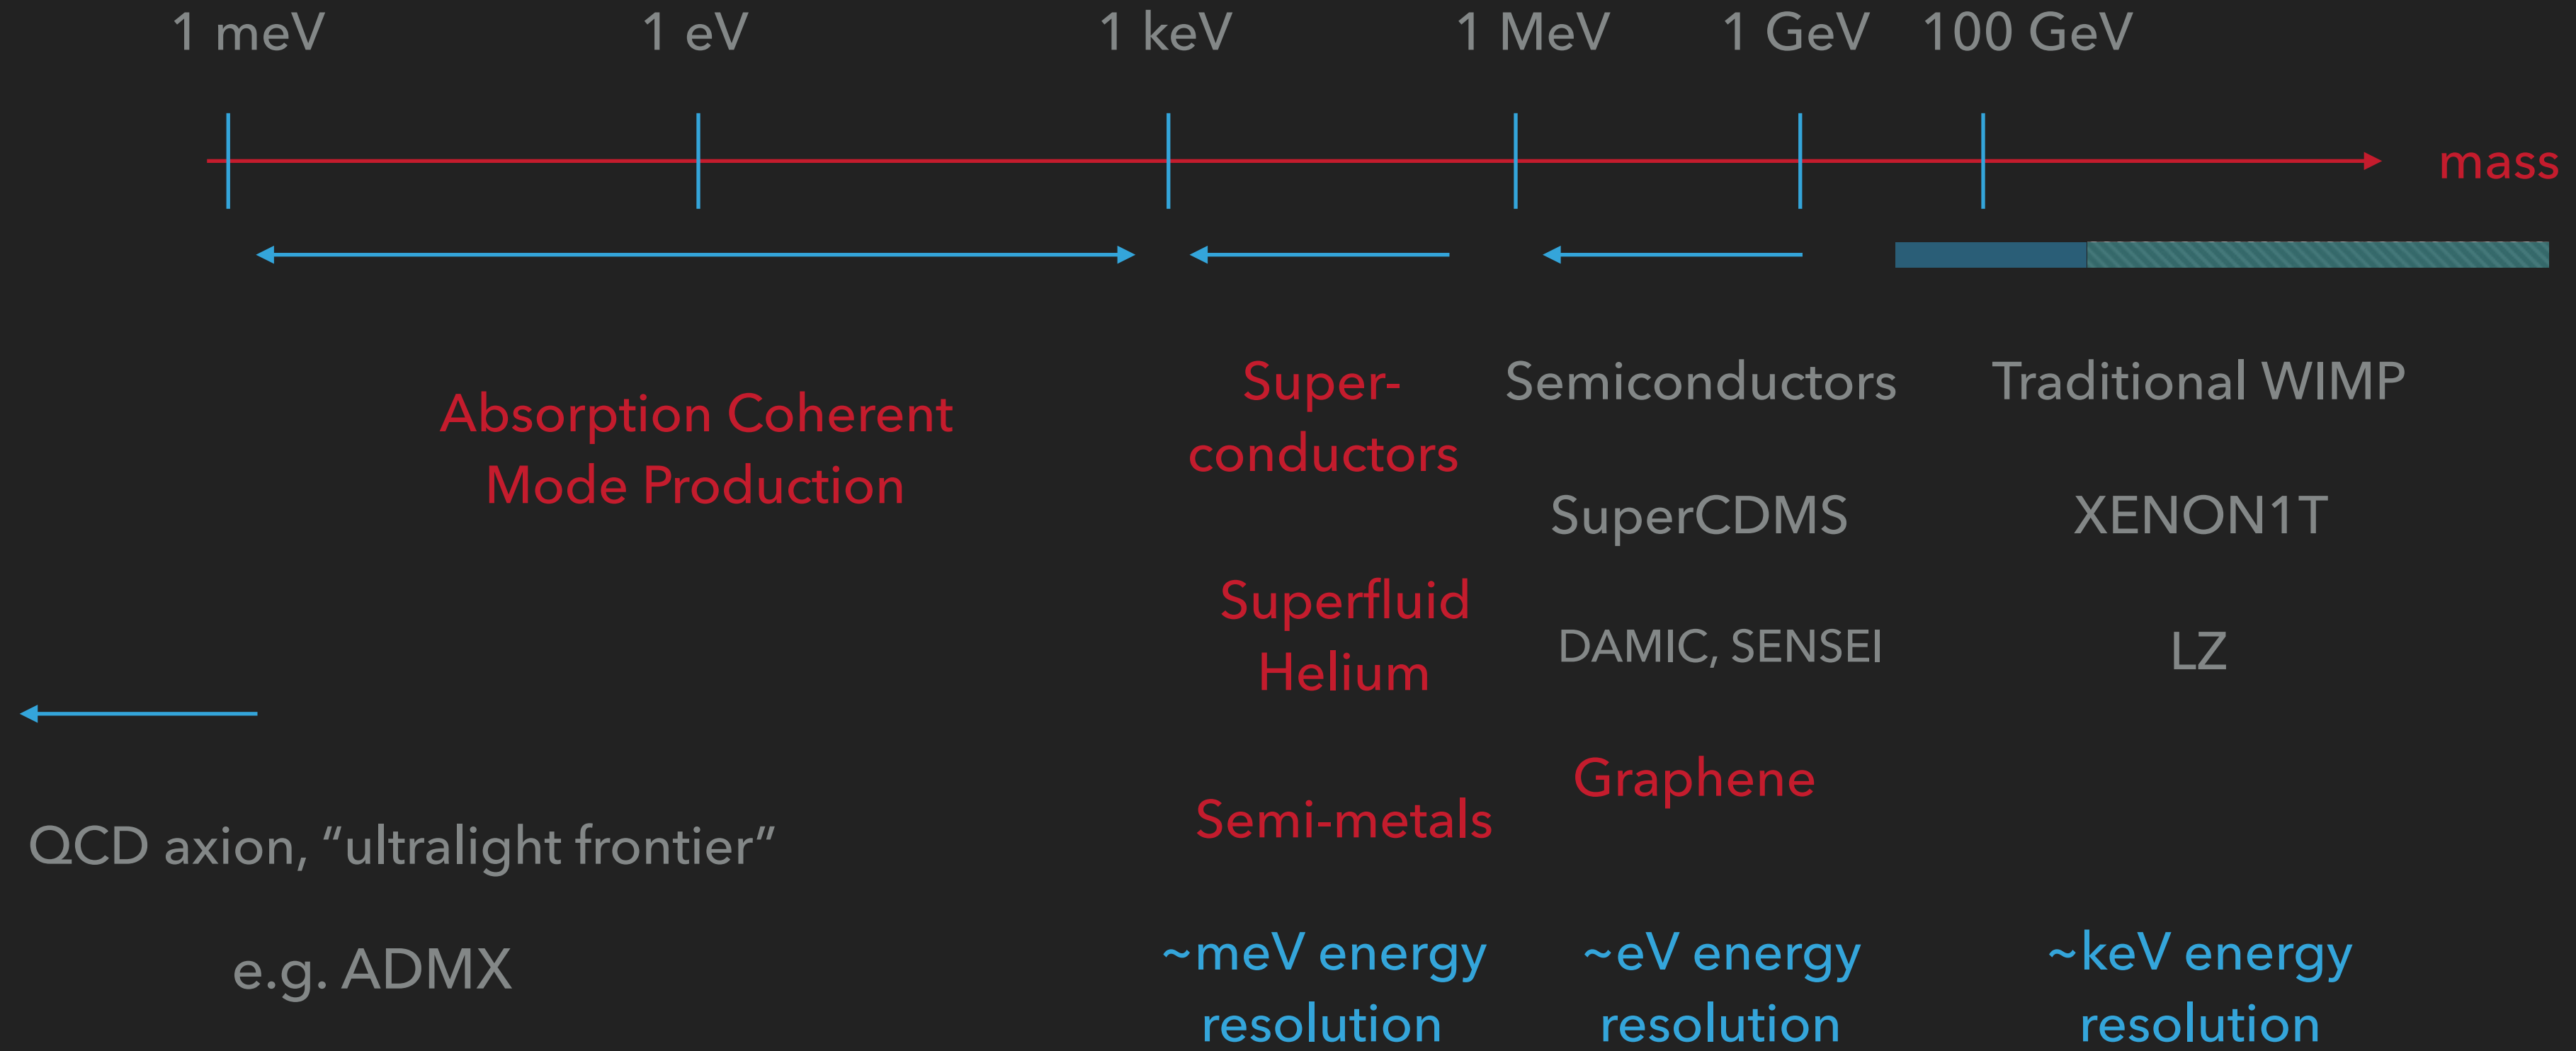 1 meV
1 eV
1 keV
1 MeV
1 GeV
100 GeV
mass
Absorption Coherent
Mode Production
Super-
conductors
Superfluid
Helium
Semi-metals
~meV energy
resolution
Semiconductors
SuperCDMS
DAMIC, SENSEI
Graphene
~eV energy
resolution
Traditional WIMP
XENON1T
LZ
~keV energy
resolution
QCD axion, “ultralight frontier”
e.g. ADMX